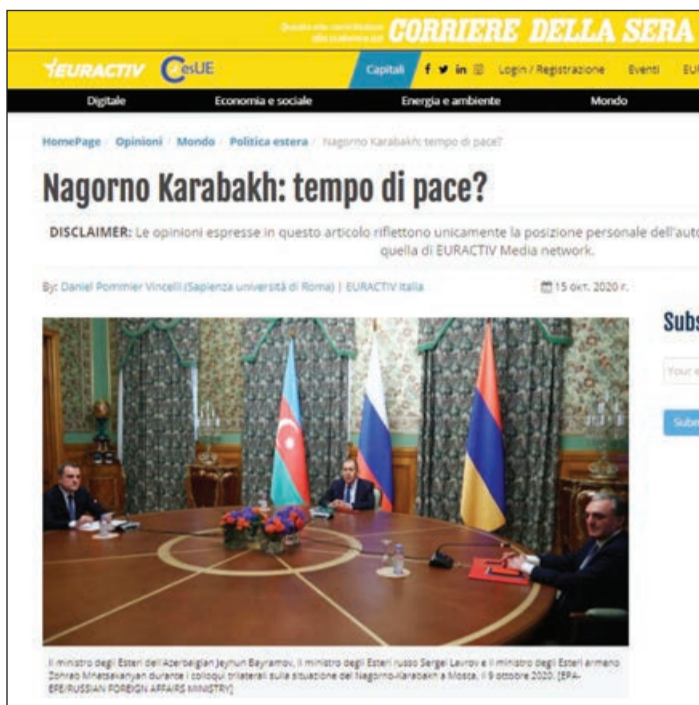 CORRIERE DELLA SERA
EURACTIV CesUE
Capitali Login / Registrazione Eventi
Digitale Economia e sociale Energia e ambiente Mondo
HomePage / Opinioni / Mondo / Politica estera / Nagorno Karabakh: tempo di pace?
Nagorno Karabakh: tempo di pace?
DISCLAIMER: Le opinioni espresse in questo articolo riflettono unicamente la posizione personale dell'auto
quella di EURACTIV Media network.
By: Daniel Pommier Vincelli (Sapienza università di Roma) | EURACTIV Italia
15 окт. 2020 г.
Subs
Your e
Il ministro degli Esteri dell'Azerbaigian Jeyhun Bayramov, il ministro degli Esteri russo Sergei Lavrov e il ministro degli Esteri armeno
Zohrab Mnatsakanyan durante i colloqui trilaterali sulla situazione del Nagorno-Karabakh a Mosca, il 9 ottobre 2020. [EPA-
EFE/RUSSIAN FOREIGN AFFAIRS MINISTRY]